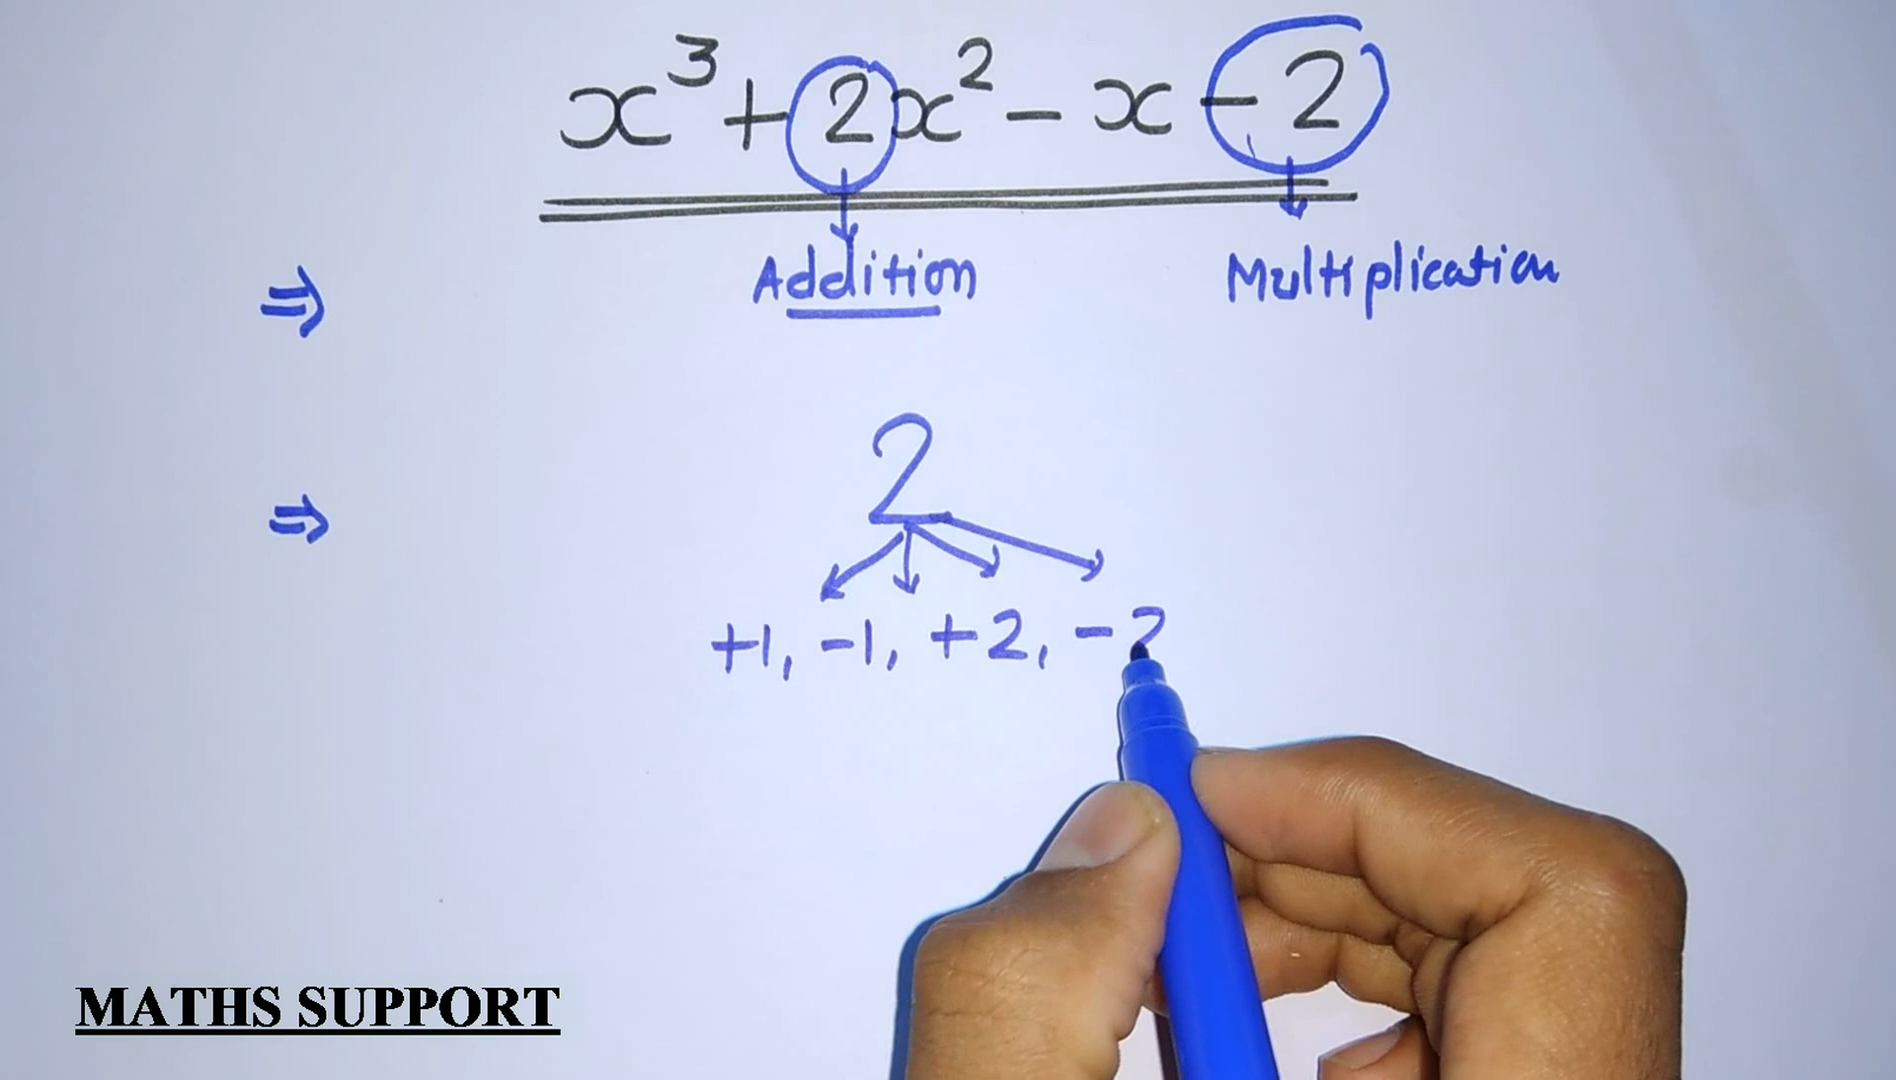 x³ + 2x² - x - 2
⇒ Addition Multiplication
2
⇒
+1, -1, +2, -2
MATHS SUPPORT